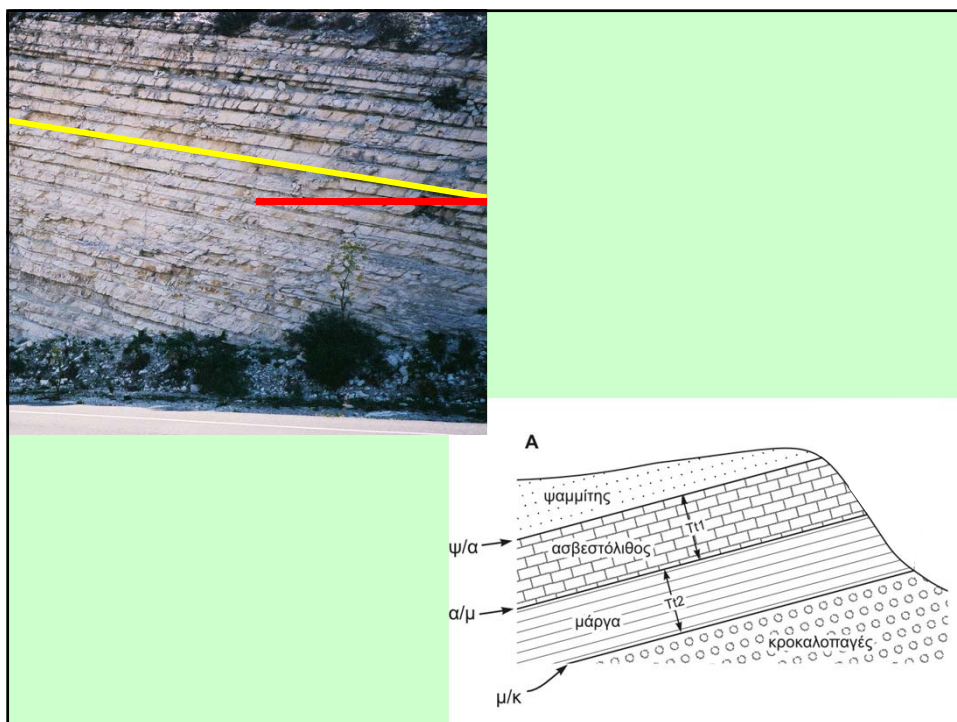 A
ψαμμίτης
Tt1
ψ/α
ασβεστόλιθος
α/μ
Tt2
μάργα
κροκαλοπαγές
μ/κ